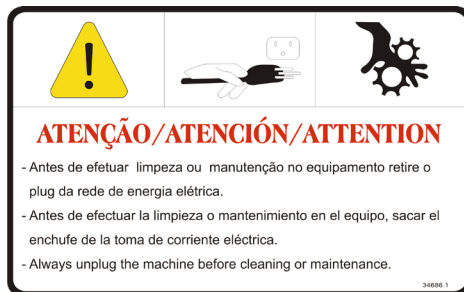 ATENÇÃO/ATENCIÓN/ATTENTION
- Antes de efetuar limpeza ou manutenção no equipamento retire o
plug da rede de energia elétrica.
- Antes de efectuar la limpieza o mantenimiento en el equipo, sacar el
enchufe de la toma de corriente eléctrica.
- Always unplug the machine before cleaning or maintenance.
34686.1